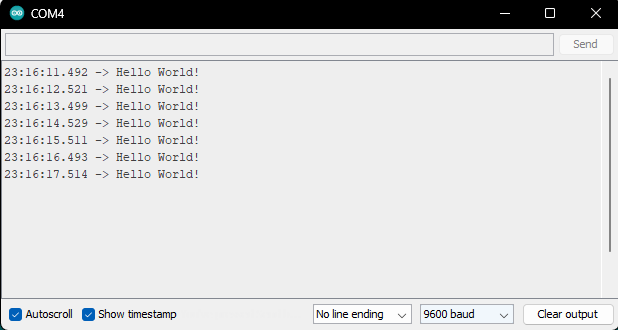 COM4
Send
23:16:11.492 -> Hello World!
23:16:12.521 -> Hello World!
23:16:13.499 -> Hello World!
23:16:14.529 -> Hello World!
23:16:15.511 -> Hello World!
23:16:16.493 -> Hello World!
23:16:17.514 -> Hello World!
Autoscroll Show timestamp No line ending 9600 baud Clear output